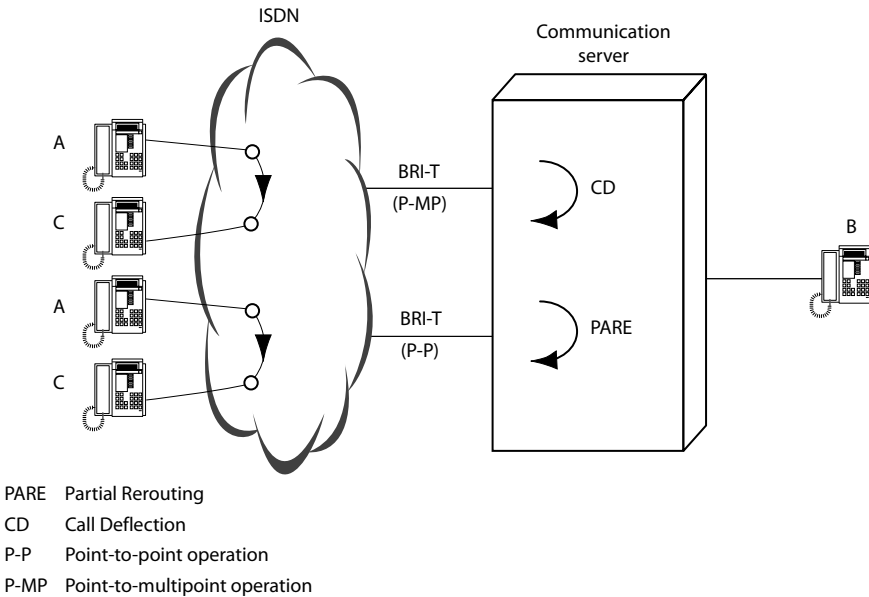 ISDN
Communication
server
A
C
A
C
BRI-T
(P-MP)
CD
B
BRI-T
(P-P)
PARE
PARE Partial Rerouting
CD Call Deflection
P-P Point-to-point operation
P-MP Point-to-multipoint operation